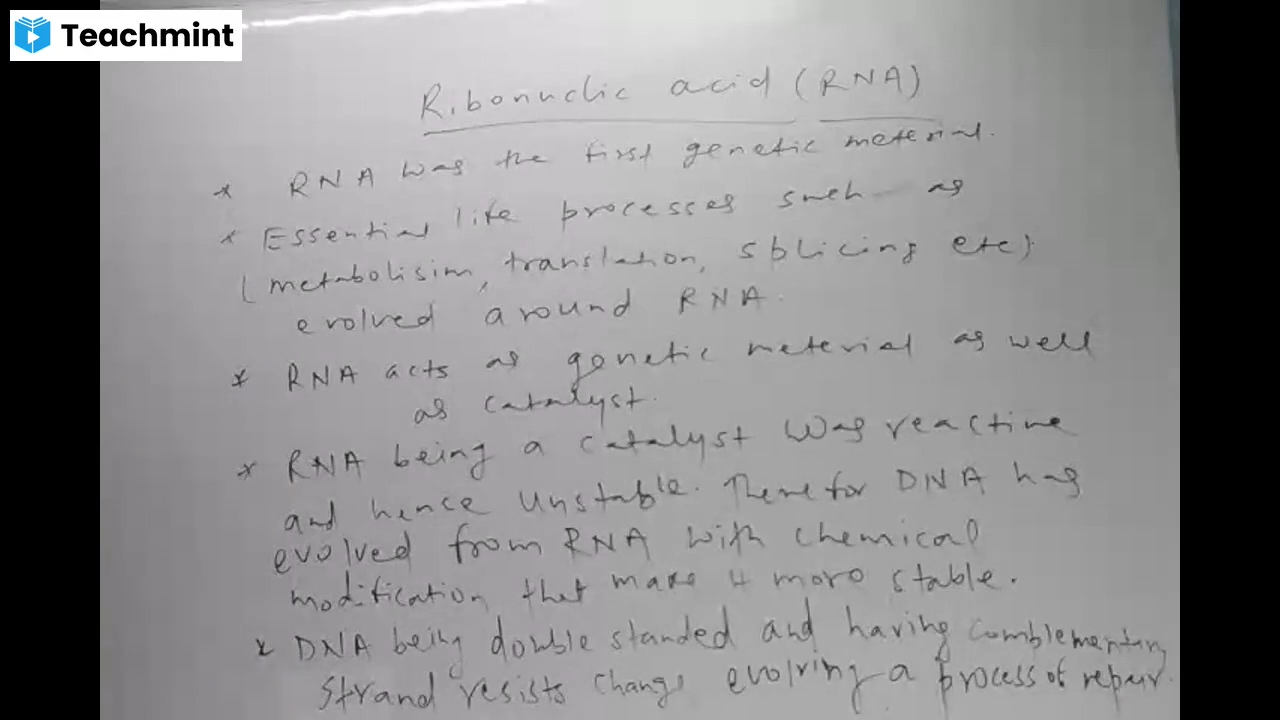 Teachmint
Ribonuclic acid (RNA)
* RNA was the first genetic meterial.
* Essential life processes such as
(metabolisim, translation, splicing etc)
evolved around RNA.
* RNA acts as genetic meterial as well
as catalyst.
* RNA being a catalyst was reactive
and hence unstable. There for DNA has
evolved from RNA with chemical
modification that make it more stable.
* DNA being double standed and having complementary
strand resists change evolving a process of repair.